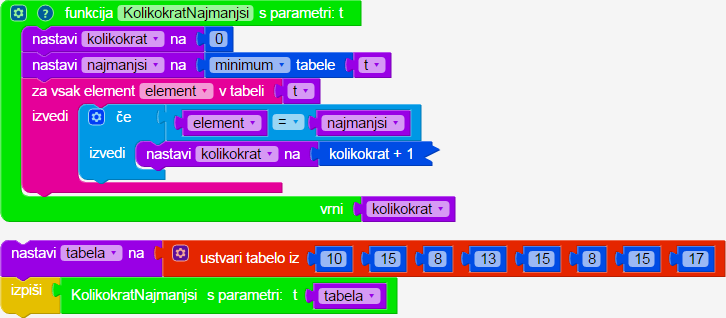 ? funkcija KolikokratNajmanjsi s parametri: t
nastavi kolikokrat na 0
nastavi najmanjsi na minimum tabele t
za vsak element element v tabeli t
izvedi če element = najmanjsi
izvedi nastavi kolikokrat na kolikokrat + 1
vrni kolikokrat
nastavi tabela na ustvari tabelo iz 10 15 8 13 15 8 15 17
izpiši KolikokratNajmanjsi s parametri: t tabela